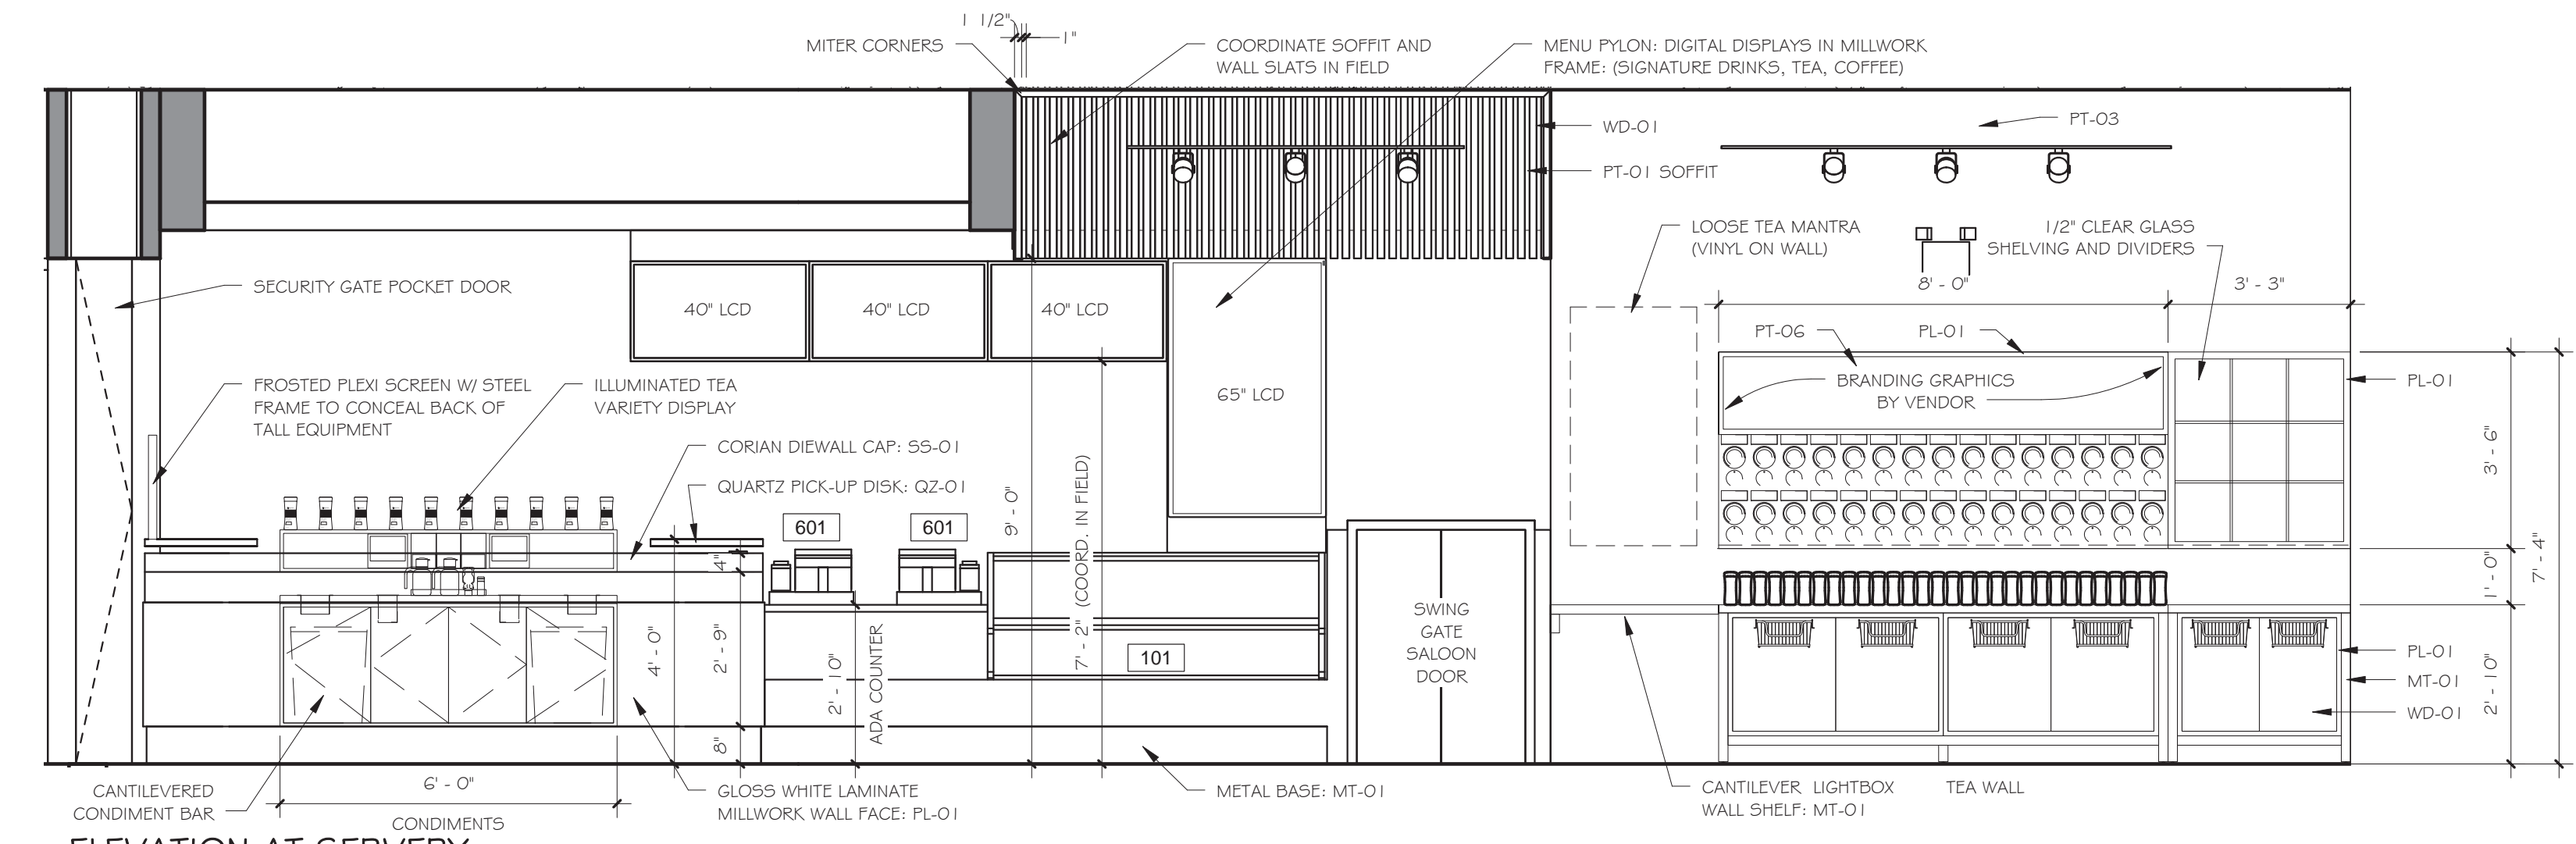 1 1/2"
1"
MITER CORNERS
COORDINATE SOFFIT AND
WALL SLATS IN FIELD
MENU PYLON: DIGITAL DISPLAYS IN MILLWORK
FRAME: (SIGNATURE DRINKS, TEA, COFFEE)
WD-01
PT-03
PT-01 SOFFIT
LOOSE TEA MANTRA
(VINYL ON WALL)
1/2" CLEAR GLASS
SHELVING AND DIVIDERS
8' - 0"
3' - 3"
SECURITY GATE POCKET DOOR
40" LCD
40" LCD
40" LCD
PT-06
PL-01
FROSTED PLEXI SCREEN W/ STEEL
FRAME TO CONCEAL BACK OF
TALL EQUIPMENT
ILLUMINATED TEA
VARIETY DISPLAY
65" LCD
BRANDING GRAPHICS
BY VENDOR
PL-01
CORIAN DIEWALL CAP: SS-01
QUARTZ PICK-UP DISK: QZ-01
601
601
9' - 0"
7' - 2" (COORD. IN FIELD)
3' - 6"
7' - 4"
1' - 0"
4"
4' - 0"
2' - 9"
8"
2' - 10"
ADA COUNTER
101
SWING
GATE
SALOON
DOOR
PL-01
MT-01
WD-01
2' - 10"
CANTILEVERED
CONDIMENT BAR
6' - 0"
CONDIMENTS
GLOSS WHITE LAMINATE
MILLWORK WALL FACE: PL-01
METAL BASE: MT-01
CANTILEVER LIGHTBOX
WALL SHELF: MT-01
TEA WALL
ELEVATION AT SERVERY